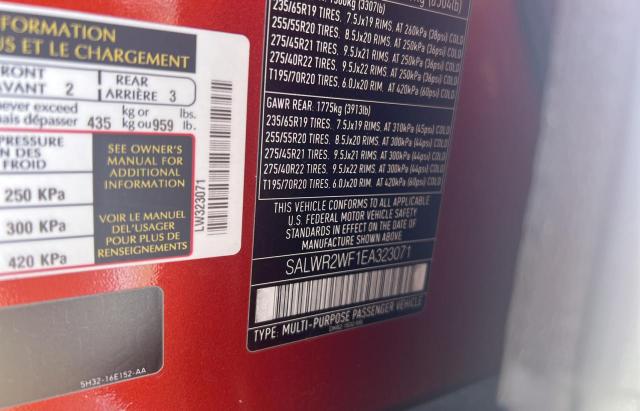 FORMATION
US ET LE CHARGEMENT
FRONT
AVANT 2
REAR
ARRIÈRE 3
never exceed
mais dépasser 435 kg or kg ou 959 lbs. lb.
PRESSURE
ON DES
FROID
250 KPa
300 KPa
420 KPa
SEE OWNER'S
MANUAL FOR
ADDITIONAL
INFORMATION
VOIR LE MANUEL
DEL'USAGER
POUR PLUS DE
RENSEIGNEMENTS
LW323071
5H32-16E152-AA
1500kg (3307lb)
235/65R19 TIRES. 7.5Jx19 RIMS. AT 260kPa (38psi) COLD
255/55R20 TIRES. 8.5Jx20 RIMS. AT 250kPa (36psi) COLD
275/45R21 TIRES. 9.5Jx21 RIMS. AT 250kPa (36psi) COLD
275/40R22 TIRES. 9.5Jx22 RIMS. AT 250kPa (36psi) COLD
T195/70R20 TIRES. 6.0Jx20 RIM. AT 420kPa (60psi) COLD
GAWR REAR. 1775kg (3913lb)
235/65R19 TIRES. 7.5Jx19 RIMS. AT 310kPa (45psi) COLD
255/55R20 TIRES. 8.5Jx20 RIMS. AT 300kPa (44psi) COLD
275/45R21 TIRES. 9.5Jx21 RIMS. AT 300kPa (44psi) COLD
275/40R22 TIRES. 9.5Jx22 RIMS. AT 300kPa (44psi) COLD
T195/70R20 TIRES. 6.0Jx20 RIM. AT 420kPa (60psi) COLD
THIS VEHICLE CONFORMS TO ALL APPLICABLE
U.S. FEDERAL MOTOR VEHICLE SAFETY
STANDARDS IN EFFECT ON THE DATE OF
MANUFACTURE SHOWN ABOVE.
SALWR2WF1EA323071
TYPE: MULTI-PURPOSE PASSENGER VEHICLE